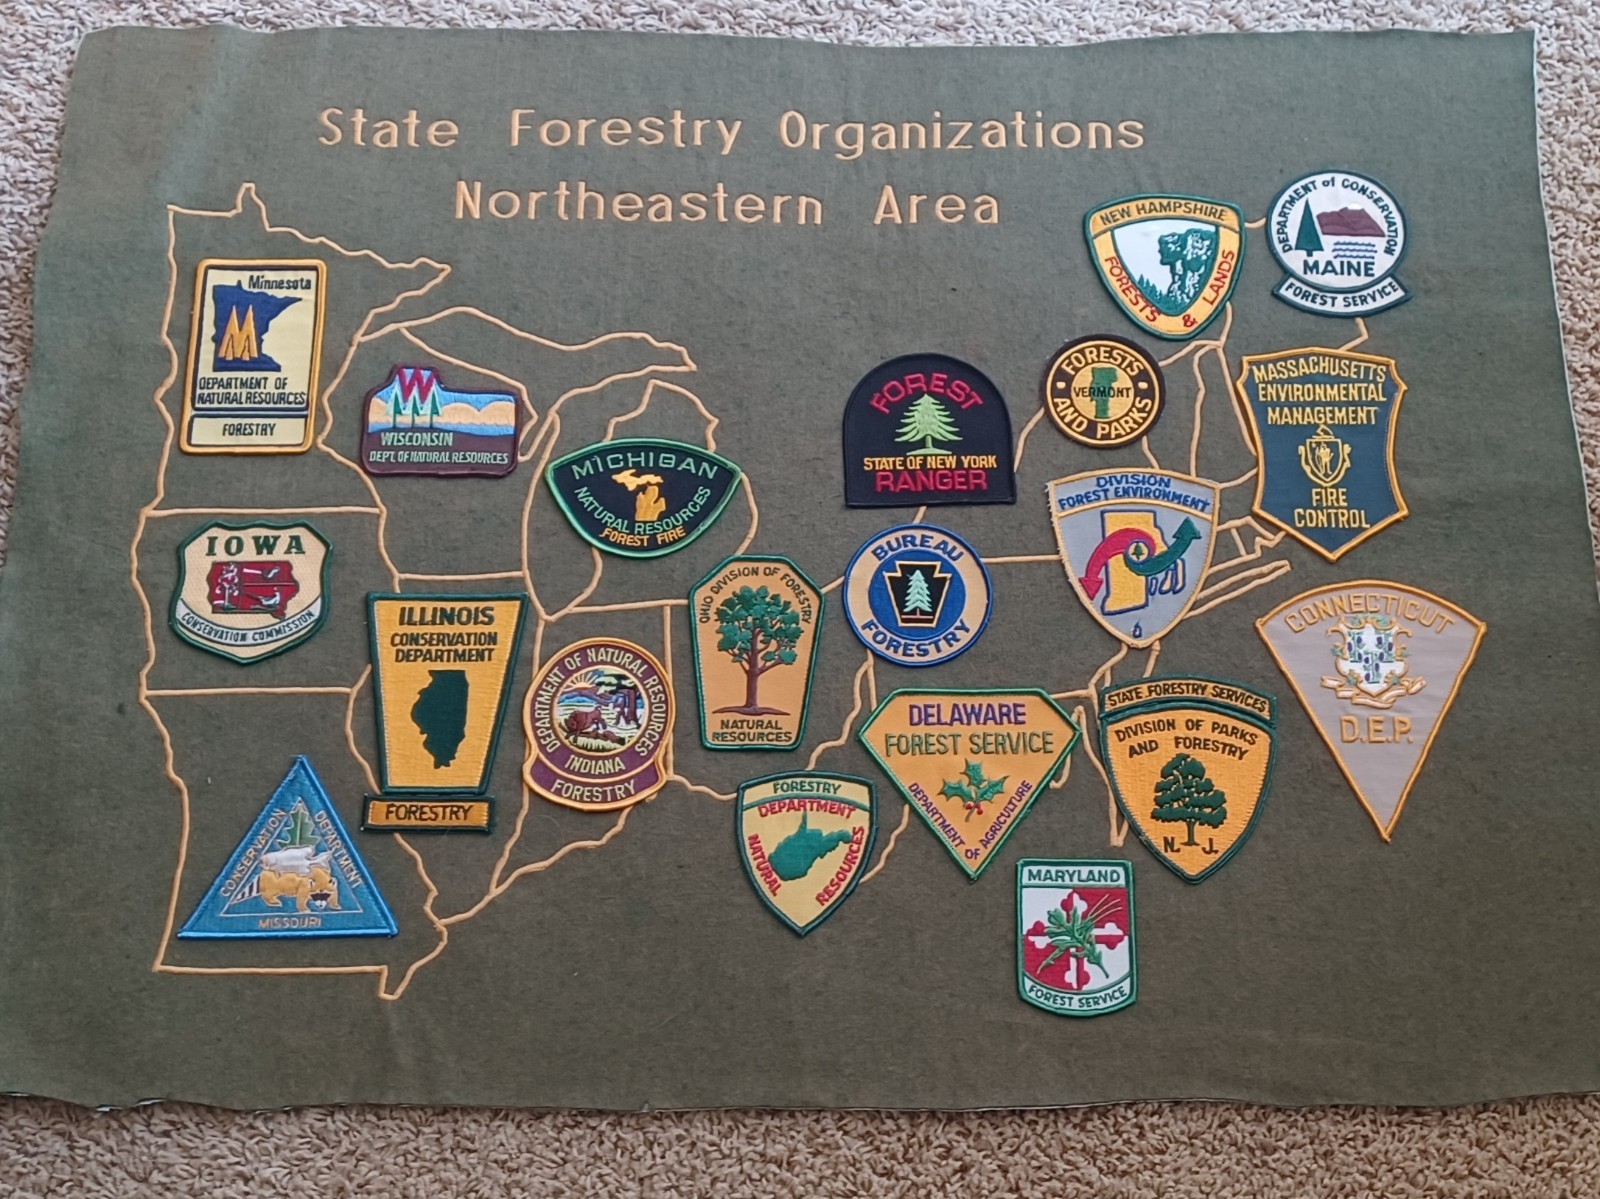 State Forestry Organizations
Northeastern Area
NEW HAMPSHIRE
FORESTS & LANDS
DEPARTMENT of CONSERVATION
MAINE
FOREST SERVICE
Minnesota
DEPARTMENT OF
NATURAL RESOURCES
FORESTRY
W
WISCONSIN
DEPT. OF NATURAL RESOURCES
MICHIGAN
NATURAL RESOURCES
FOREST FIRE
FOREST
STATE OF NEW YORK
RANGER
FORESTS
VERMONT
AND PARKS
MASSACHUSETTS
ENVIRONMENTAL
MANAGEMENT
FIRE
CONTROL
DIVISION
FOREST ENVIRONMENT
IOWA
CONSERVATION COMMISSION
ILLINOIS
CONSERVATION
DEPARTMENT
FORESTRY
DEPARTMENT OF NATURAL RESOURCES
INDIANA
FORESTRY
OHIO DIVISION OF FORESTRY
NATURAL
RESOURCES
BUREAU
FORESTRY
CONNECTICUT
D.E.P.
DELAWARE
FOREST SERVICE
DEPARTMENT OF AGRICULTURE
STATE FORESTRY SERVICES
DIVISION OF PARKS
AND FORESTRY
N. J.
CONSERVATION DEPARTMENT
MISSOURI
FORESTRY
DEPARTMENT
NATURAL RESOURCES
MARYLAND
FOREST SERVICE